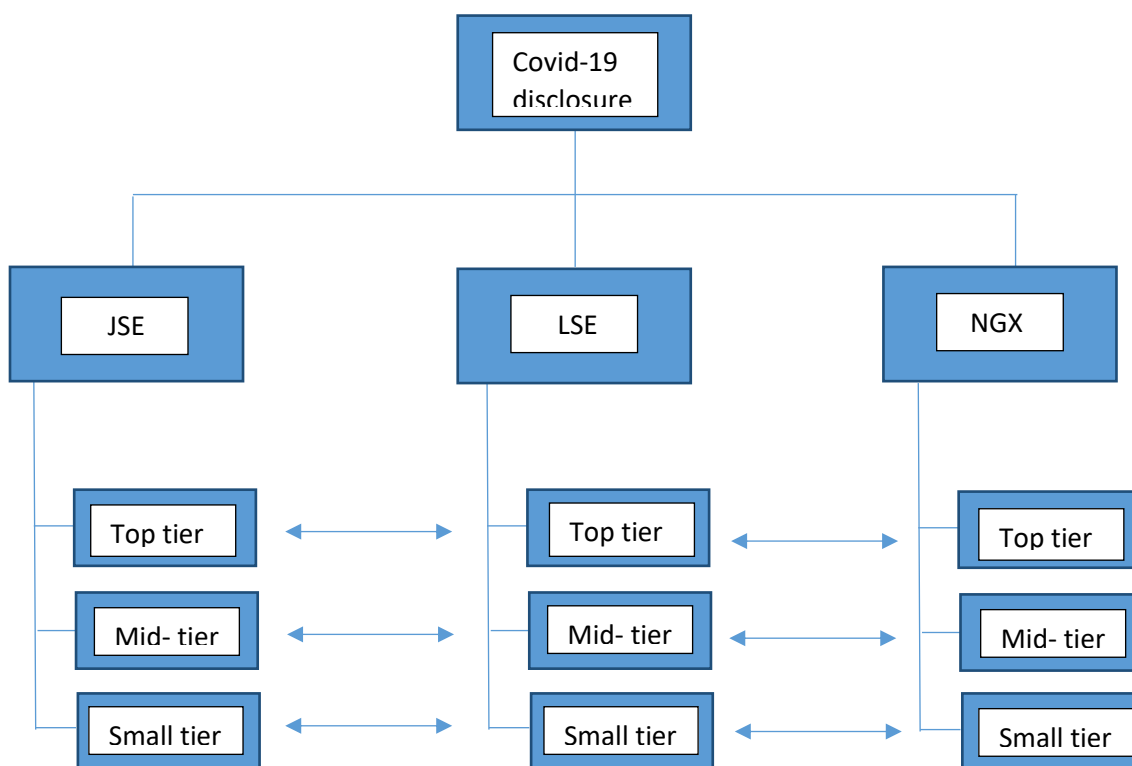 Covid-19
disclosure
JSE
LSE
NGX
Top tier
Top tier
Top tier
Mid- tier
Mid- tier
Mid- tier
Small tier
Small tier
Small tier